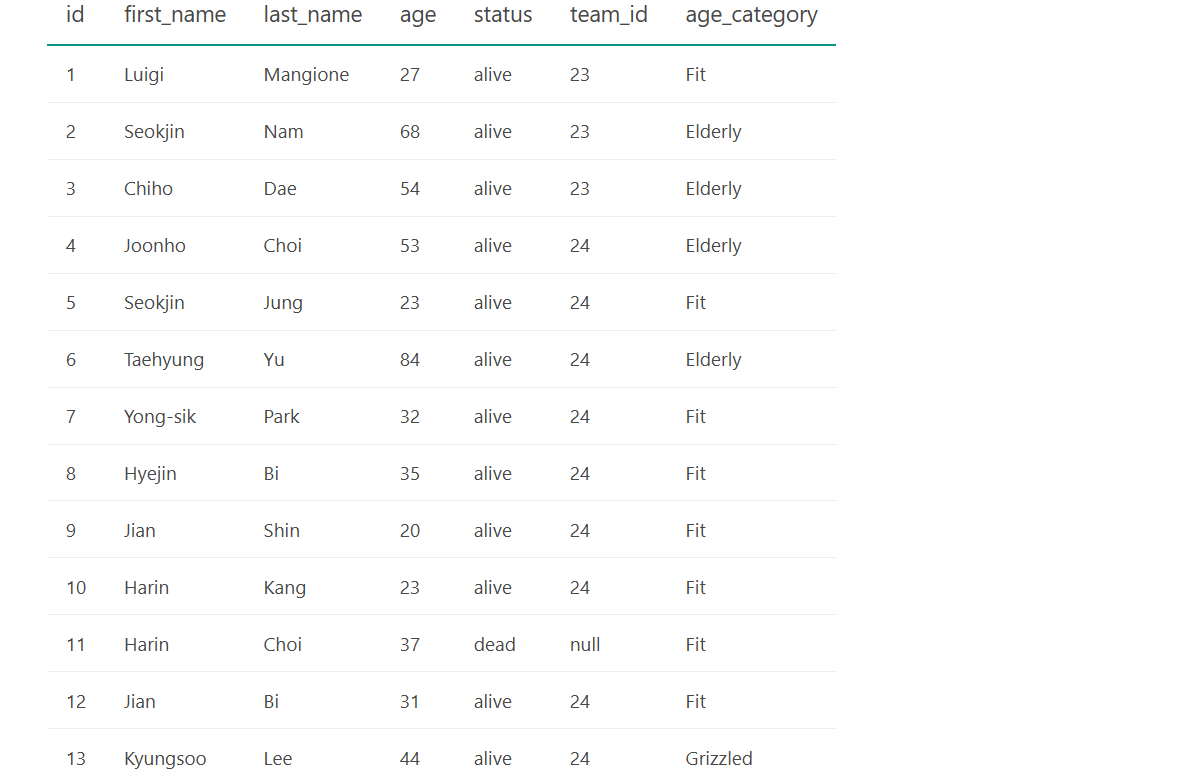 id first_name last_name age status team_id age_category
1 Luigi Mangione 27 alive 23 Fit
2 Seokjin Nam 68 alive 23 Elderly
3 Chiho Dae 54 alive 23 Elderly
4 Joonho Choi 53 alive 24 Elderly
5 Seokjin Jung 23 alive 24 Fit
6 Taehyung Yu 84 alive 24 Elderly
7 Yong-sik Park 32 alive 24 Fit
8 Hyejin Bi 35 alive 24 Fit
9 Jian Shin 20 alive 24 Fit
10 Harin Kang 23 alive 24 Fit
11 Harin Choi 37 dead null Fit
12 Jian Bi 31 alive 24 Fit
13 Kyungsoo Lee 44 alive 24 Grizzled